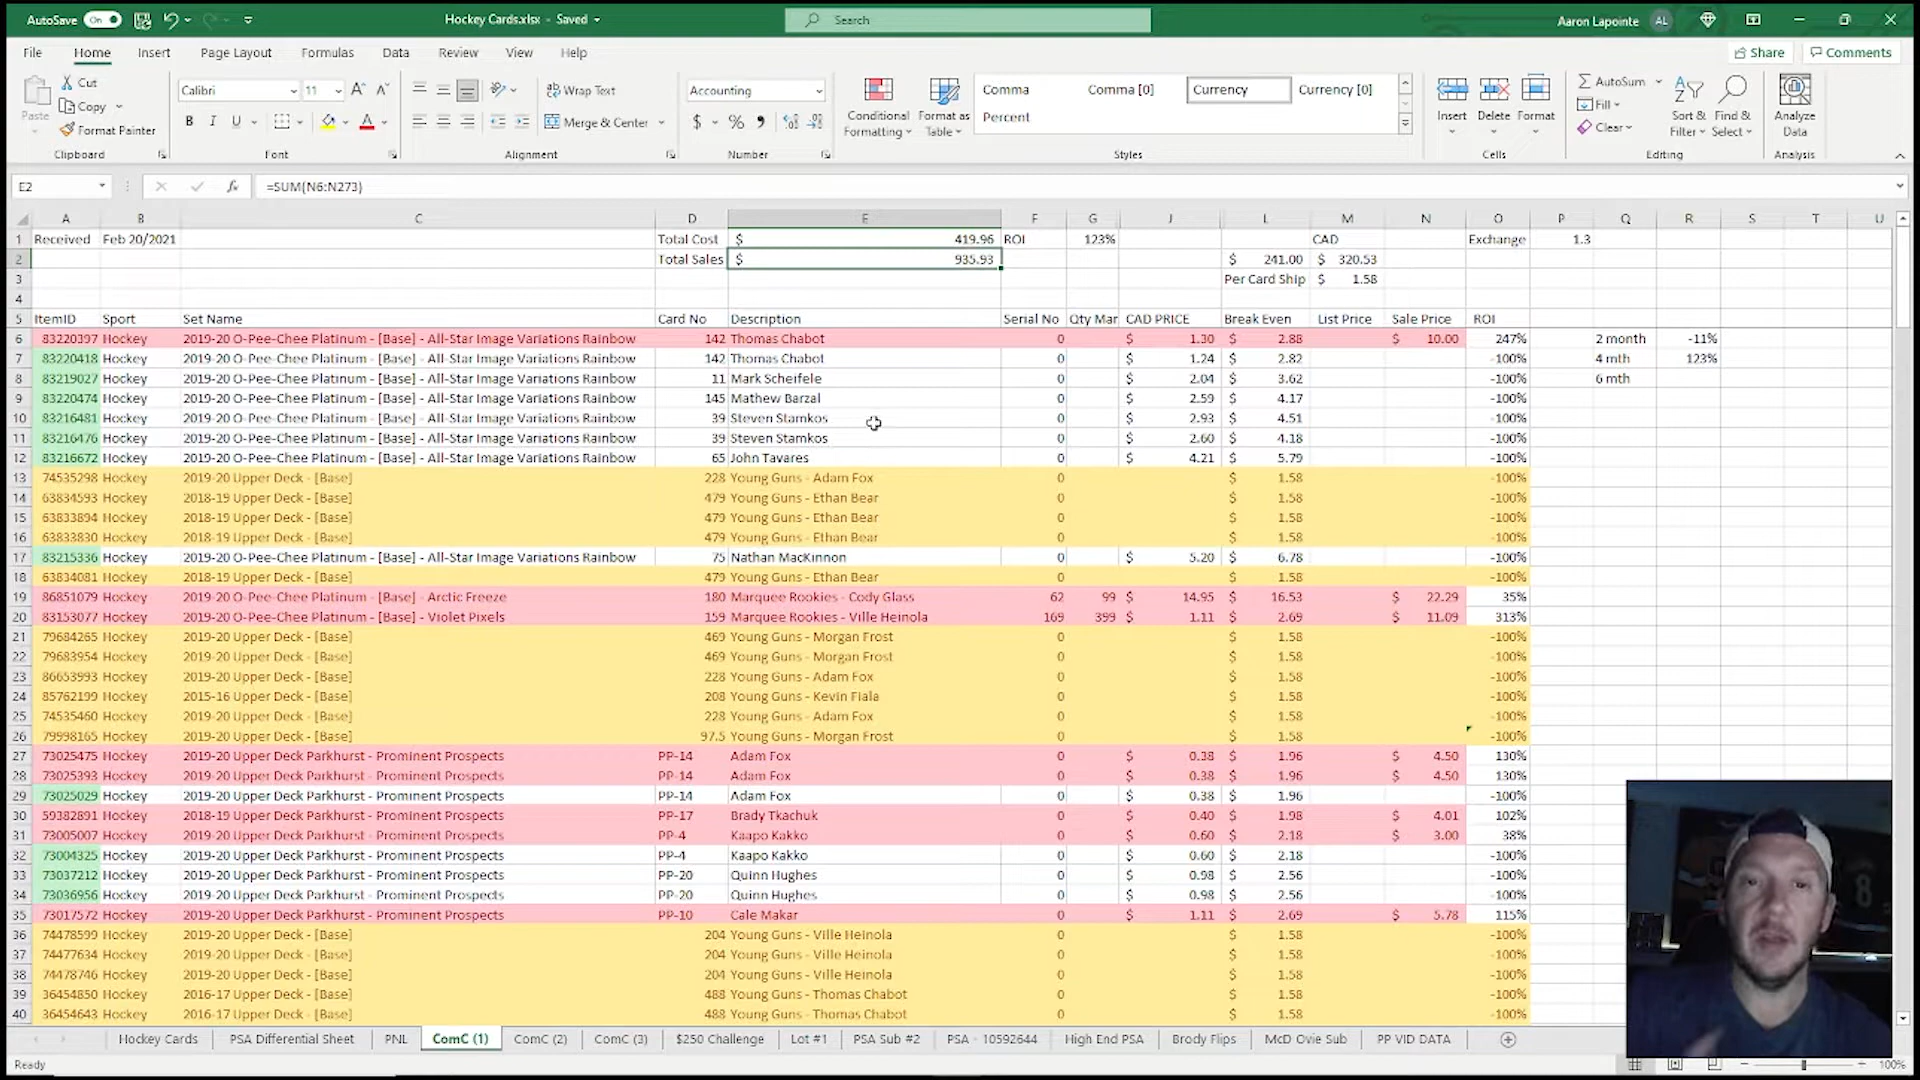 AutoSave On Hockey Cards.xlsx - Saved Search Aaron Lapointe AL
File Home Insert Page Layout Formulas Data Review View Help Share Comments
Paste Cut Copy Format Painter Clipboard
Calibri 11 B I U Font
Wrap Text Merge & Center Alignment
Accounting $ % Number
Conditional Formatting Format as Table Comma Comma [0] Currency Currency [0] Percent Styles
Insert Delete Format Cells
AutoSum Fill Clear Sort & Filter Find & Select Editing
Analyze Data Analysis
E2 fx =SUM(N6:N273)
A B C D E F G J L M N O P Q R S T U
1 Received Feb 20/2021 Total Cost $ 419.96 ROI 123% CAD Exchange 1.3
2 Total Sales $ 935.93 $ 241.00 $ 320.53
3 Per Card Ship $ 1.58
4
5 ItemID Sport Set Name Card No Description Serial No Qty Mar CAD PRICE Break Even List Price Sale Price ROI
6 83220397 Hockey 2019-20 O-Pee-Chee Platinum - [Base] - All-Star Image Variations Rainbow 142 Thomas Chabot 0 $ 1.30 $ 2.88 $ 10.00 247% 2 month -11%
7 83220418 Hockey 2019-20 O-Pee-Chee Platinum - [Base] - All-Star Image Variations Rainbow 142 Thomas Chabot 0 $ 1.24 $ 2.82 -100% 4 mth 123%
8 83219027 Hockey 2019-20 O-Pee-Chee Platinum - [Base] - All-Star Image Variations Rainbow 11 Mark Scheifele 0 $ 2.04 $ 3.62 -100% 6 mth
9 83220474 Hockey 2019-20 O-Pee-Chee Platinum - [Base] - All-Star Image Variations Rainbow 145 Mathew Barzal 0 $ 2.59 $ 4.17 -100%
10 83216481 Hockey 2019-20 O-Pee-Chee Platinum - [Base] - All-Star Image Variations Rainbow 39 Steven Stamkos 0 $ 2.93 $ 4.51 -100%
11 83216476 Hockey 2019-20 O-Pee-Chee Platinum - [Base] - All-Star Image Variations Rainbow 39 Steven Stamkos 0 $ 2.60 $ 4.18 -100%
12 83216672 Hockey 2019-20 O-Pee-Chee Platinum - [Base] - All-Star Image Variations Rainbow 65 John Tavares 0 $ 4.21 $ 5.79 -100%
13 74535298 Hockey 2019-20 Upper Deck - [Base] 228 Young Guns - Adam Fox 0 $ 1.58 -100%
14 63834593 Hockey 2018-19 Upper Deck - [Base] 479 Young Guns - Ethan Bear 0 $ 1.58 -100%
15 63833894 Hockey 2018-19 Upper Deck - [Base] 479 Young Guns - Ethan Bear 0 $ 1.58 -100%
16 63833830 Hockey 2018-19 Upper Deck - [Base] 479 Young Guns - Ethan Bear 0 $ 1.58 -100%
17 83215336 Hockey 2019-20 O-Pee-Chee Platinum - [Base] - All-Star Image Variations Rainbow 75 Nathan MacKinnon 0 $ 5.20 $ 6.78 -100%
18 63834081 Hockey 2018-19 Upper Deck - [Base] 479 Young Guns - Ethan Bear 0 $ 1.58 -100%
19 86851079 Hockey 2019-20 O-Pee-Chee Platinum - [Base] - Arctic Freeze 180 Marquee Rookies - Cody Glass 62 99 $ 14.95 $ 16.53 $ 22.29 35%
20 83153077 Hockey 2019-20 O-Pee-Chee Platinum - [Base] - Violet Pixels 159 Marquee Rookies - Ville Heinola 169 399 $ 1.11 $ 2.69 $ 11.09 313%
21 79684265 Hockey 2019-20 Upper Deck - [Base] 469 Young Guns - Morgan Frost 0 $ 1.58 -100%
22 79683954 Hockey 2019-20 Upper Deck - [Base] 469 Young Guns - Morgan Frost 0 $ 1.58 -100%
23 86653993 Hockey 2019-20 Upper Deck - [Base] 228 Young Guns - Adam Fox 0 $ 1.58 -100%
24 85762199 Hockey 2015-16 Upper Deck - [Base] 208 Young Guns - Kevin Fiala 0 $ 1.58 -100%
25 74535460 Hockey 2019-20 Upper Deck - [Base] 228 Young Guns - Adam Fox 0 $ 1.58 -100%
26 79998165 Hockey 2019-20 Upper Deck - [Base] 97.5 Young Guns - Morgan Frost 0 $ 1.58 -100%
27 73025475 Hockey 2019-20 Upper Deck Parkhurst - Prominent Prospects PP-14 Adam Fox 0 $ 0.38 $ 1.96 $ 4.50 130%
28 73025393 Hockey 2019-20 Upper Deck Parkhurst - Prominent Prospects PP-14 Adam Fox 0 $ 0.38 $ 1.96 $ 4.50 130%
29 73025029 Hockey 2019-20 Upper Deck Parkhurst - Prominent Prospects PP-14 Adam Fox 0 $ 0.38 $ 1.96 -100%
30 59382891 Hockey 2018-19 Upper Deck Parkhurst - Prominent Prospects PP-17 Brady Tkachuk 0 $ 0.40 $ 1.98 $ 4.01 102%
31 73005007 Hockey 2019-20 Upper Deck Parkhurst - Prominent Prospects PP-4 Kaapo Kakko 0 $ 0.60 $ 2.18 $ 3.00 38%
32 73004325 Hockey 2019-20 Upper Deck Parkhurst - Prominent Prospects PP-4 Kaapo Kakko 0 $ 0.60 $ 2.18 -100%
33 73037212 Hockey 2019-20 Upper Deck Parkhurst - Prominent Prospects PP-20 Quinn Hughes 0 $ 0.98 $ 2.56 -100%
34 73036956 Hockey 2019-20 Upper Deck Parkhurst - Prominent Prospects PP-20 Quinn Hughes 0 $ 0.98 $ 2.56 -100%
35 73017572 Hockey 2019-20 Upper Deck Parkhurst - Prominent Prospects PP-10 Cale Makar 0 $ 1.11 $ 2.69 $ 5.78 115%
36 74478599 Hockey 2019-20 Upper Deck - [Base] 204 Young Guns - Ville Heinola 0 $ 1.58 -100%
37 74477634 Hockey 2019-20 Upper Deck - [Base] 204 Young Guns - Ville Heinola 0 $ 1.58 -100%
38 74478746 Hockey 2019-20 Upper Deck - [Base] 204 Young Guns - Ville Heinola 0 $ 1.58 -100%
39 36454850 Hockey 2016-17 Upper Deck - [Base] 488 Young Guns - Thomas Chabot 0 $ 1.58 -100%
40 36454643 Hockey 2016-17 Upper Deck - [Base] 488 Young Guns - Thomas Chabot 0 $ 1.58 -100%
Hockey Cards PSA Differential Sheet PNL ComC (1) ComC (2) ComC (3) $250 Challenge Lot #1 PSA Sub #2 PSA - 10592644 High End PSA Brody Flips McD Ovie Sub PP VID DATA
Ready 100%